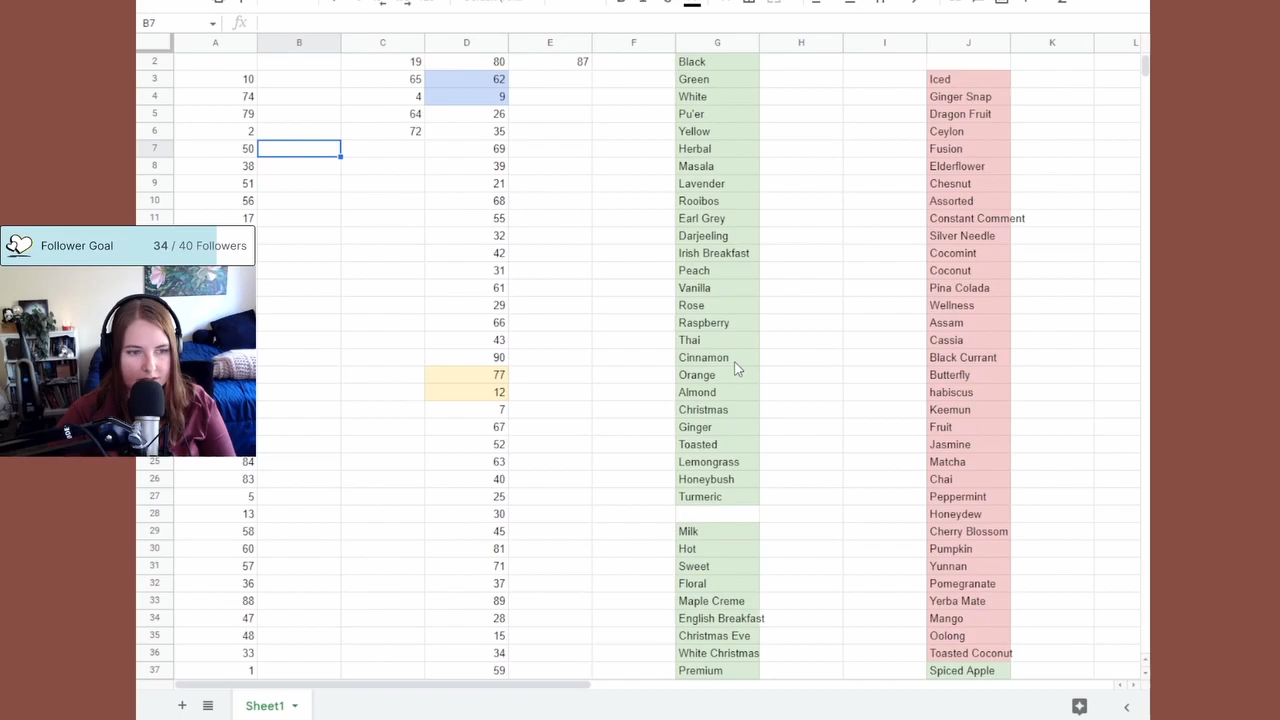 B7
fx
A B C D E F G H I J K L
2 19 80 87 Black
3 10 65 62 Green Iced
4 74 4 9 White Ginger Snap
5 79 64 26 Pu'er Dragon Fruit
6 2 72 35 Yellow Ceylon
7 50 69 Herbal Fusion
8 38 39 Masala Elderflower
9 51 21 Lavender Chesnut
10 56 68 Rooibos Assorted
11 17 55 Earl Grey Constant Comment
Follower Goal 34 / 40 Followers
32 Darjeeling Silver Needle
42 Irish Breakfast Cocomint
31 Peach Coconut
61 Vanilla Pina Colada
29 Rose Wellness
66 Raspberry Assam
43 Thai Cassia
90 Cinnamon Black Currant
77 Orange Butterfly
12 Almond habiscus
7 Christmas Keemun
67 Ginger Fruit
52 Toasted Jasmine
25 84 63 Lemongrass Matcha
26 83 40 Honeybush Chai
27 5 25 Turmeric Peppermint
28 13 30 Honeydew
29 58 45 Milk Cherry Blossom
30 60 81 Hot Pumpkin
31 57 71 Sweet Yunnan
32 36 37 Floral Pomegranate
33 88 89 Maple Creme Yerba Mate
34 47 28 English Breakfast Mango
35 48 15 Christmas Eve Oolong
36 33 34 White Christmas Toasted Coconut
37 1 59 Premium Spiced Apple
Sheet1